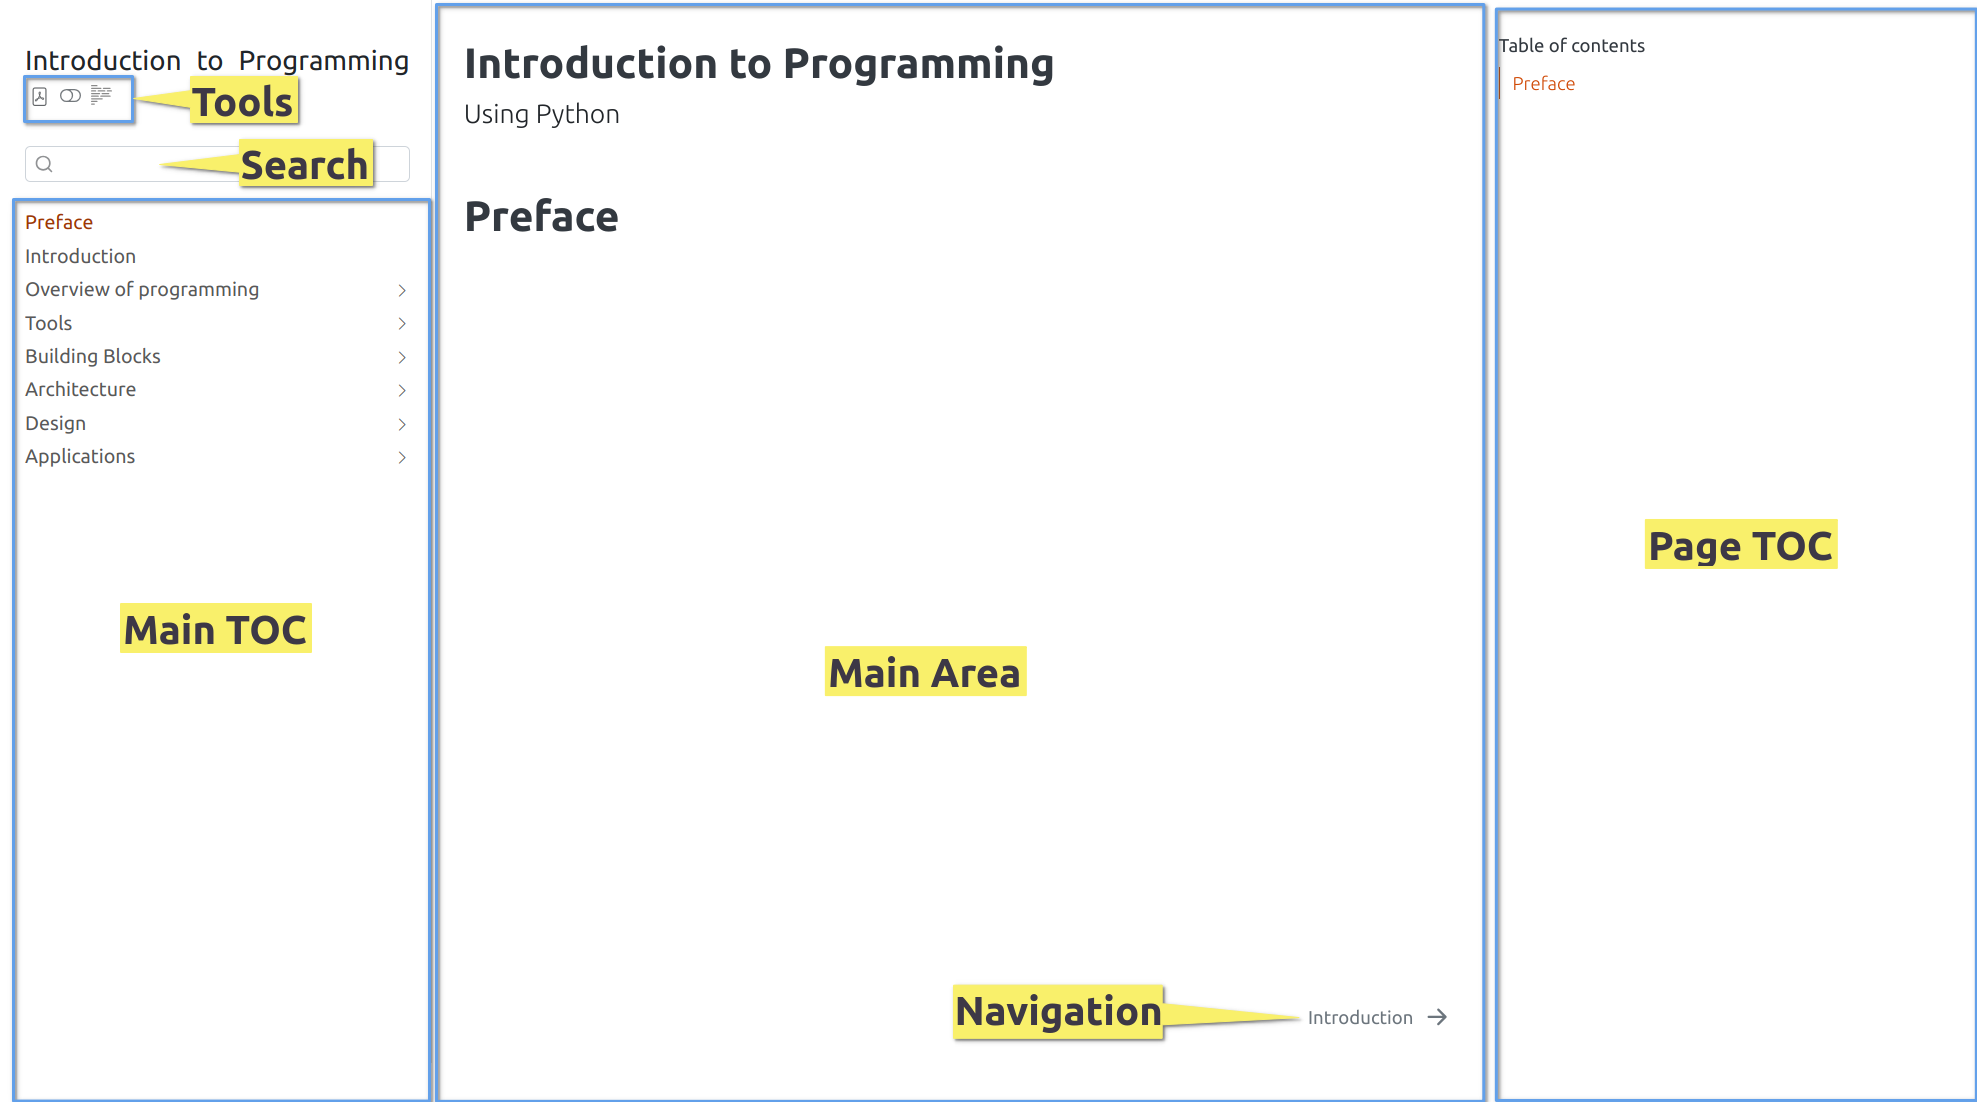 Introduction to Programming
Tools
Search
Preface
Introduction
Overview of programming
Tools
Building Blocks
Architecture
Design
Applications
Main TOC
Introduction to Programming
Using Python
Preface
Main Area
Navigation
Introduction
Table of contents
Preface
Page TOC